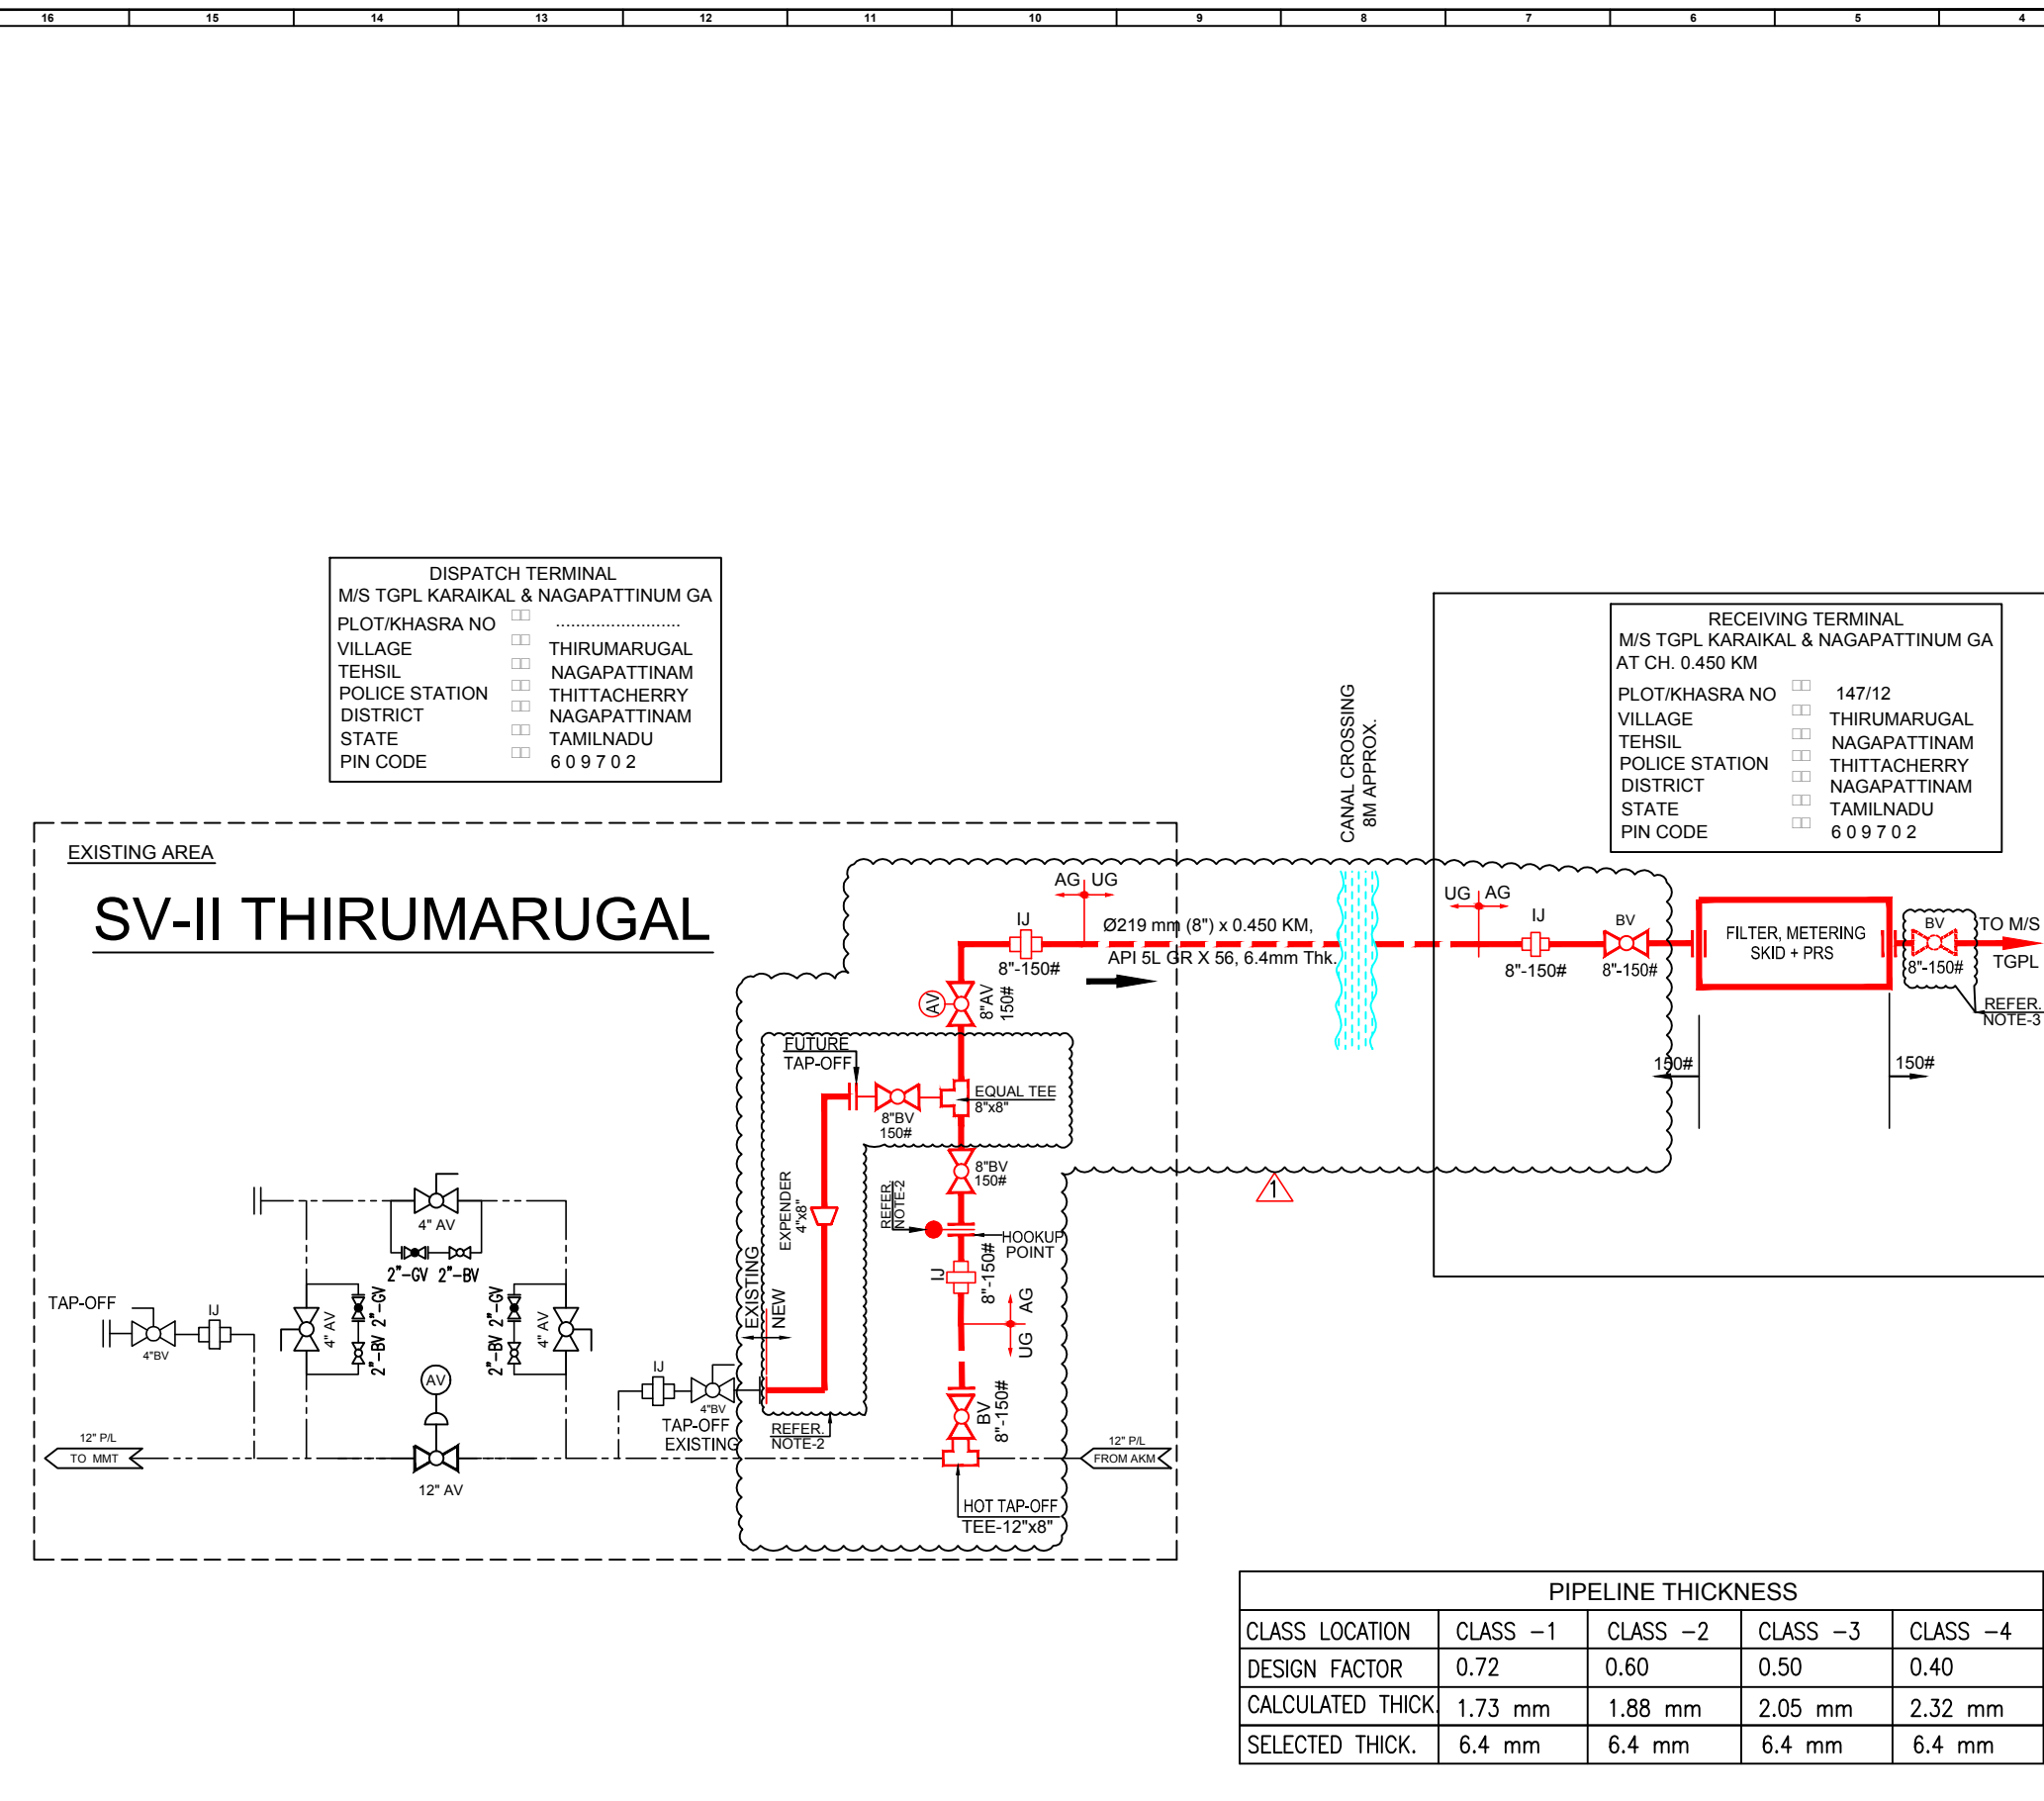 16 15 14 13 12 11 10 9 8 7 6 5 4
DISPATCH TERMINAL
M/S TGPL KARAIKAL & NAGAPATTINUM GA
PLOT/KHASRA NO □□ .........................
VILLAGE □□ THIRUMARUGAL
TEHSIL □□ NAGAPATTINAM
POLICE STATION □□ THITTACHERRY
DISTRICT □□ NAGAPATTINAM
STATE □□ TAMILNADU
PIN CODE □□ 6 0 9 7 0 2
RECEIVING TERMINAL
M/S TGPL KARAIKAL & NAGAPATTINUM GA
AT CH. 0.450 KM
PLOT/KHASRA NO □□ 147/12
VILLAGE □□ THIRUMARUGAL
TEHSIL □□ NAGAPATTINAM
POLICE STATION □□ THITTACHERRY
DISTRICT □□ NAGAPATTINAM
STATE □□ TAMILNADU
PIN CODE □□ 6 0 9 7 0 2
CANAL CROSSING
8M APPROX.
EXISTING AREA
SV-II THIRUMARUGAL
AG UG
IJ
8"-150#
Ø219 mm (8") x 0.450 KM,
API 5L GR X 56, 6.4mm Thk.
UG AG
IJ
8"-150#
BV
8"-150#
FILTER, METERING
SKID + PRS
BV
8"-150#
TO M/S
TGPL
REFER.
NOTE-3
150#
150#
AV
8"AV
150#
FUTURE
TAP-OFF
8"BV
150#
EQUAL TEE
8"x8"
8"BV
150#
EXPENDER
4"x8"
REFER.
NOTE-2
HOOKUP
POINT
IJ
8"-150#
AG
UG
1
EXISTING
NEW
4" AV
2"-GV 2"-BV
TAP-OFF
4"BV
IJ
4" AV
2"-BV 2"-GV
2"-BV 2"-GV
4" AV
AV
12" AV
IJ
4"BV
TAP-OFF
EXISTING
REFER.
NOTE-2
BV
8"-150#
12" P/L
TO MMT
12" P/L
FROM AKM
HOT TAP-OFF
TEE-12"x8"
PIPELINE THICKNESS
CLASS LOCATION CLASS -1 CLASS -2 CLASS -3 CLASS -4
DESIGN FACTOR 0.72 0.60 0.50 0.40
CALCULATED THICK. 1.73 mm 1.88 mm 2.05 mm 2.32 mm
SELECTED THICK. 6.4 mm 6.4 mm 6.4 mm 6.4 mm